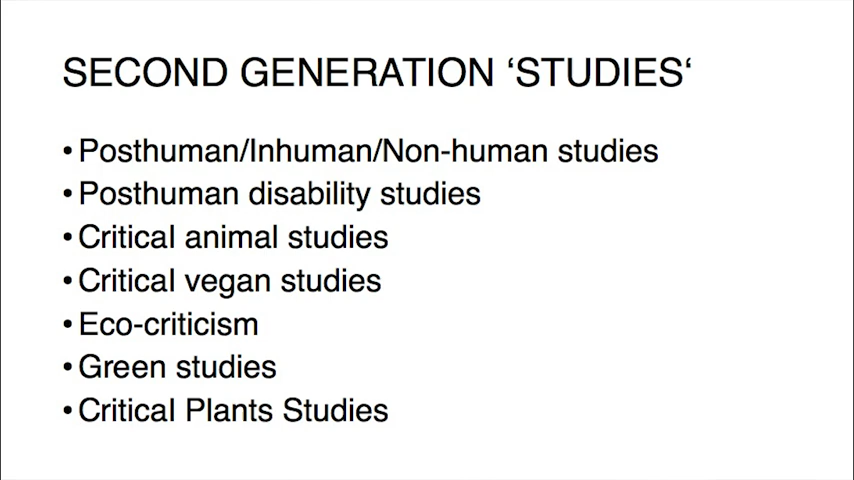 SECOND GENERATION ‘STUDIES‘
• Posthuman/Inhuman/Non-human studies
• Posthuman disability studies
• Critical animal studies
• Critical vegan studies
• Eco-criticism
• Green studies
• Critical Plants Studies